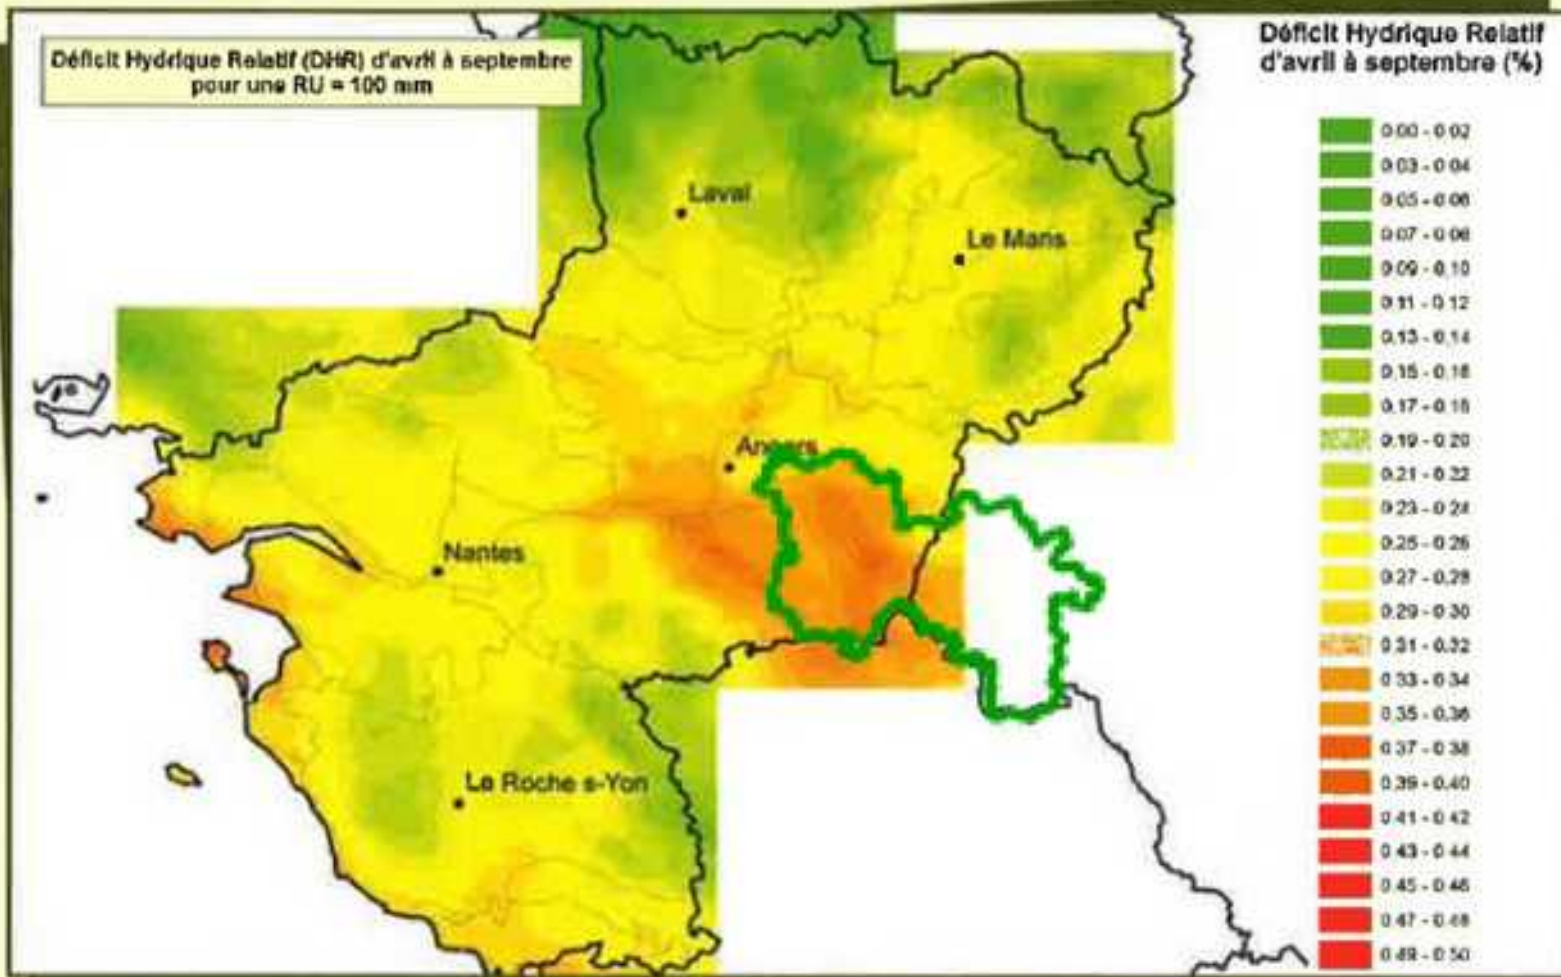 Déficit Hydrique Relatif (DHR) d'avril à septembre
pour une RU = 100 mm
Déficit Hydrique Relatif
d'avril à septembre (%)
0.00 - 0.02
0.03 - 0.04
0.05 - 0.06
0.07 - 0.08
0.09 - 0.10
0.11 - 0.12
0.13 - 0.14
0.15 - 0.16
0.17 - 0.18
0.19 - 0.20
0.21 - 0.22
0.23 - 0.24
0.25 - 0.26
0.27 - 0.28
0.29 - 0.30
0.31 - 0.32
0.33 - 0.34
0.35 - 0.36
0.37 - 0.38
0.39 - 0.40
0.41 - 0.42
0.43 - 0.44
0.45 - 0.46
0.47 - 0.48
0.49 - 0.50
Laval
Le Mans
Angers
Nantes
La Roche s-Yon